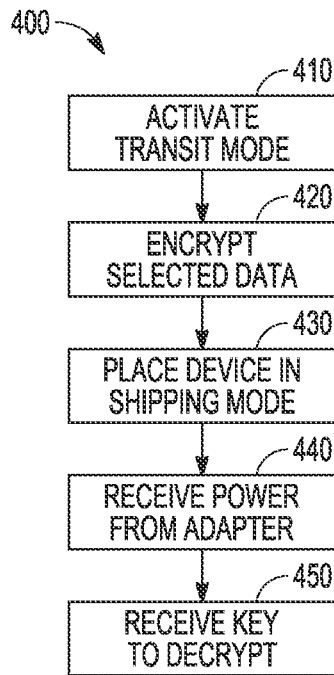 400
410
ACTIVATE
TRANSIT MODE
420
ENCRYPT
SELECTED DATA
430
PLACE DEVICE IN
SHIPPING MODE
440
RECEIVE POWER
FROM ADAPTER
450
RECEIVE KEY
TO DECRYPT